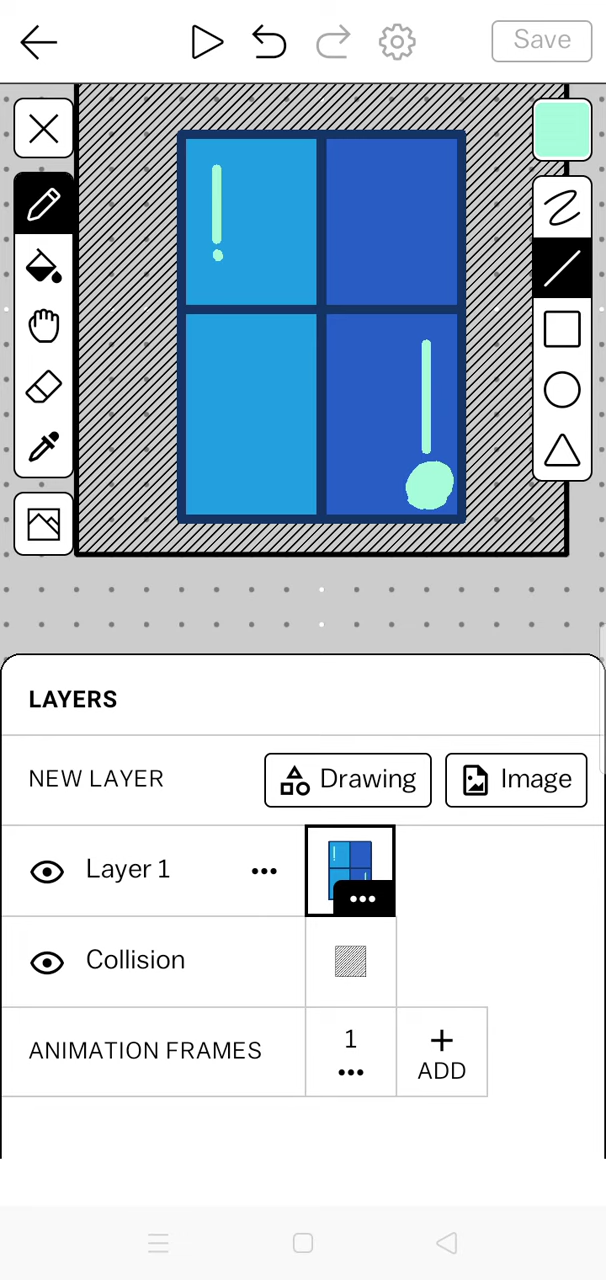 Save
LAYERS
NEW LAYER
Drawing
Image
Layer 1
Collision
ANIMATION FRAMES
1
ADD